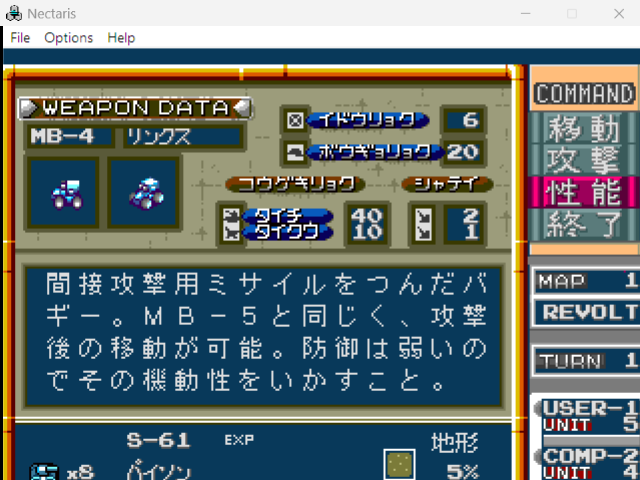 Nectaris
File Options Help
WEAPON DATA
MB-4 リンクス
イドウリョク 6
ボウギョリョク 20
コウゲキリョク シャテイ
タイチ 40 2
タイクウ 10 1
間接攻撃用ミサイルをつんだバ
ギー。MB-5と同じく、攻撃
後の移動が可能。防御は弱いの
でその機動性をいかすこと。
S-61 EXP 地形
x8 パイソン 5%
COMMAND
移動
攻撃
性能
終了
MAP 1
REVOLT
TURN 1
USER-1
UNIT 5
COMP-2
UNIT 4